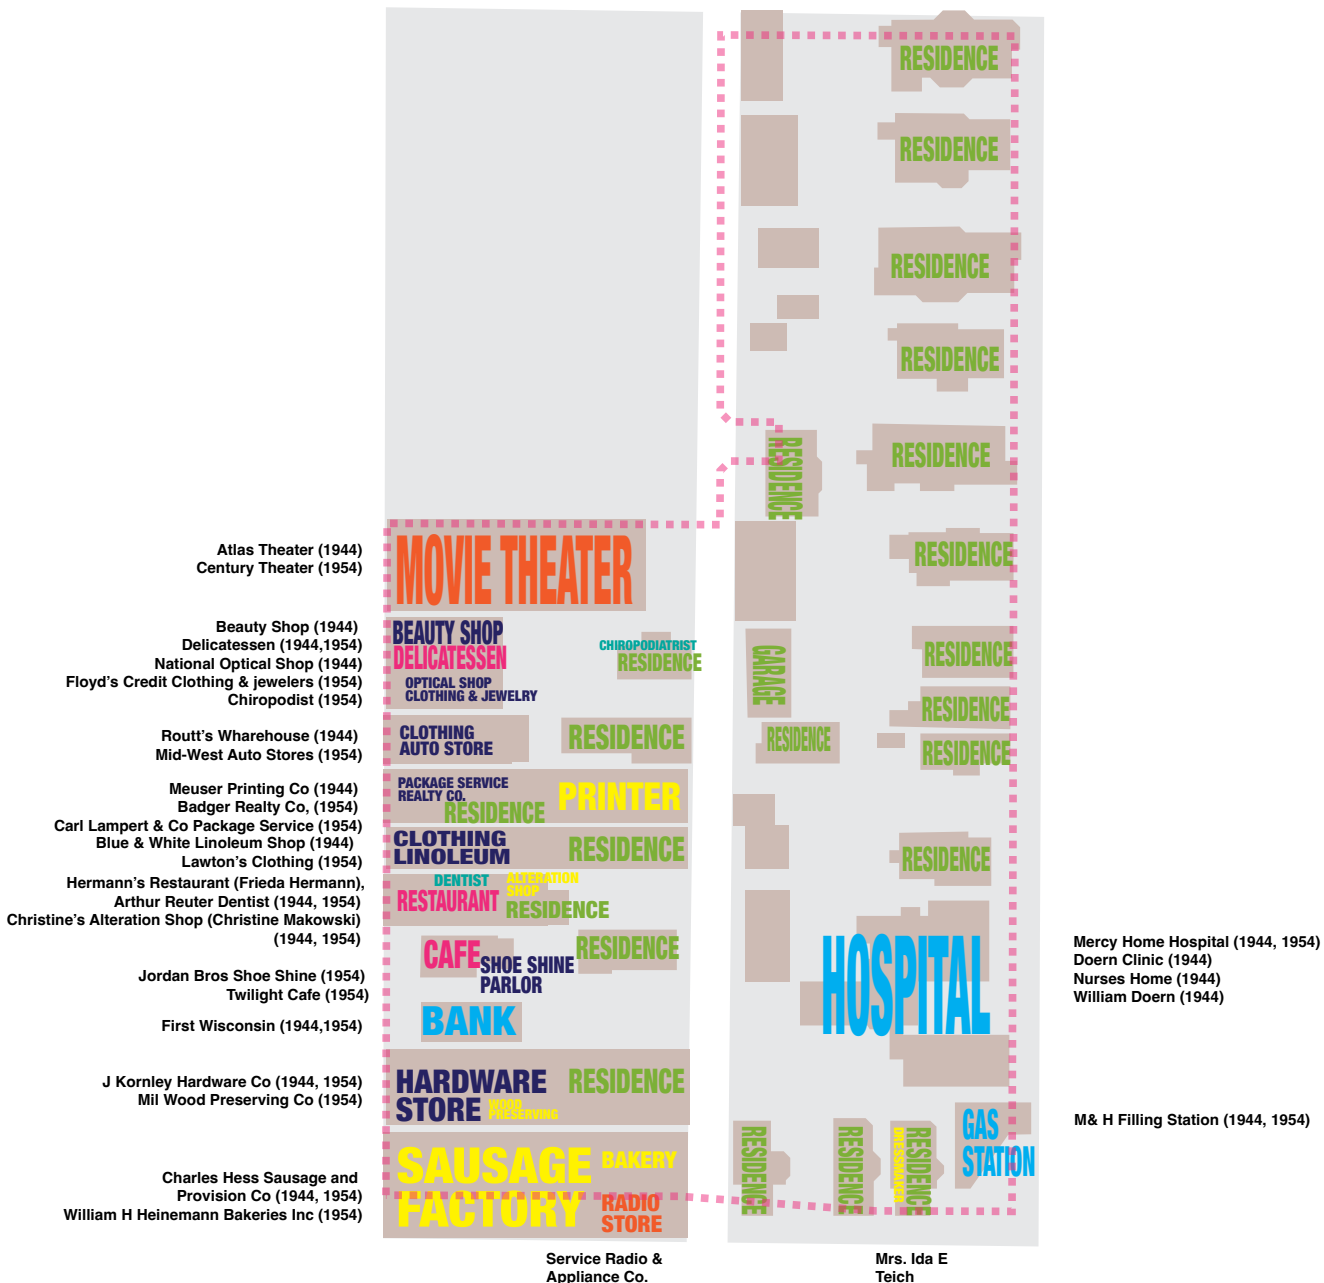 RESIDENCE
RESIDENCE
RESIDENCE
RESIDENCE
RESIDENCE
RESIDENCE
Atlas Theater (1944)
Century Theater (1954)
MOVIE THEATER
RESIDENCE
Beauty Shop (1944)
Delicatessen (1944,1954)
National Optical Shop (1944)
Floyd's Credit Clothing & jewelers (1954)
Chiropodist (1954)
BEAUTY SHOP
DELICATESSEN
OPTICAL SHOP
CLOTHING & JEWELRY
CHIROPODIATRIST
RESIDENCE
GARAGE
RESIDENCE
RESIDENCE
Routt's Wharehouse (1944)
Mid-West Auto Stores (1954)
CLOTHING
AUTO STORE
RESIDENCE
RESIDENCE
RESIDENCE
Meuser Printing Co (1944)
Badger Realty Co, (1954)
Carl Lampert & Co Package Service (1954)
PACKAGE SERVICE
REALTY CO.
RESIDENCE
PRINTER
Blue & White Linoleum Shop (1944)
Lawton's Clothing (1954)
CLOTHING
LINOLEUM
RESIDENCE
RESIDENCE
Hermann's Restaurant (Frieda Hermann),
Arthur Reuter Dentist (1944, 1954)
Christine's Alteration Shop (Christine Makowski)
(1944, 1954)
DENTIST
RESTAURANT
ALTERATION
SHOP
RESIDENCE
Jordan Bros Shoe Shine (1954)
Twilight Cafe (1954)
CAFE
SHOE SHINE
PARLOR
RESIDENCE
HOSPITAL
Mercy Home Hospital (1944, 1954)
Doern Clinic (1944)
Nurses Home (1944)
William Doern (1944)
First Wisconsin (1944,1954)
BANK
J Kornley Hardware Co (1944, 1954)
Mil Wood Preserving Co (1954)
HARDWARE
STORE
WOOD
PRESERVING
RESIDENCE
RESIDENCE
RESIDENCE
DRESSMAKER
RESIDENCE
GAS
STATION
M& H Filling Station (1944, 1954)
Charles Hess Sausage and
Provision Co (1944, 1954)
William H Heinemann Bakeries Inc (1954)
SAUSAGE
FACTORY
BAKERY
RADIO
STORE
Service Radio &
Appliance Co.
Mrs. Ida E
Teich